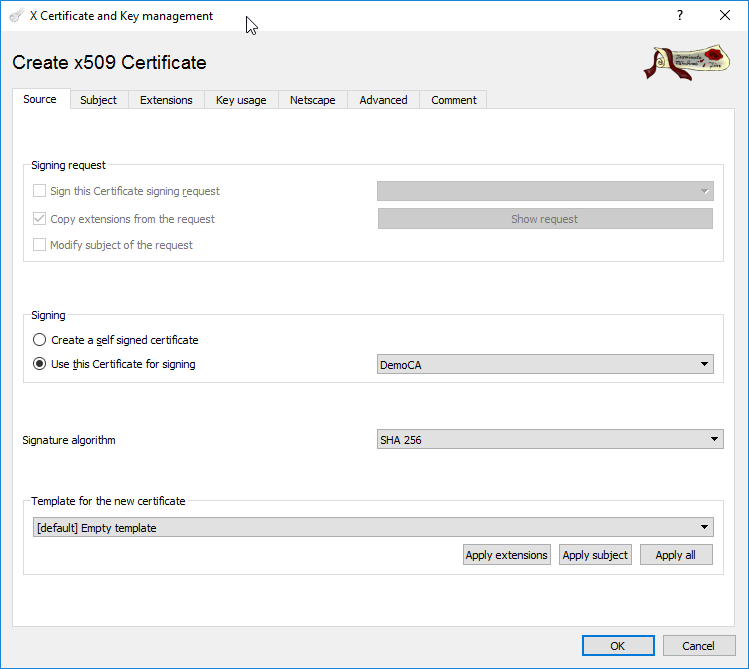 X Certificate and Key management
?
Create x509 Certificate
Source Subject Extensions Key usage Netscape Advanced Comment
Signing request
Sign this Certificate signing request
Copy extensions from the request Show request
Modify subject of the request
Signing
Create a self signed certificate
Use this Certificate for signing DemoCA
Signature algorithm SHA 256
Template for the new certificate
[default] Empty template
Apply extensions Apply subject Apply all
OK Cancel